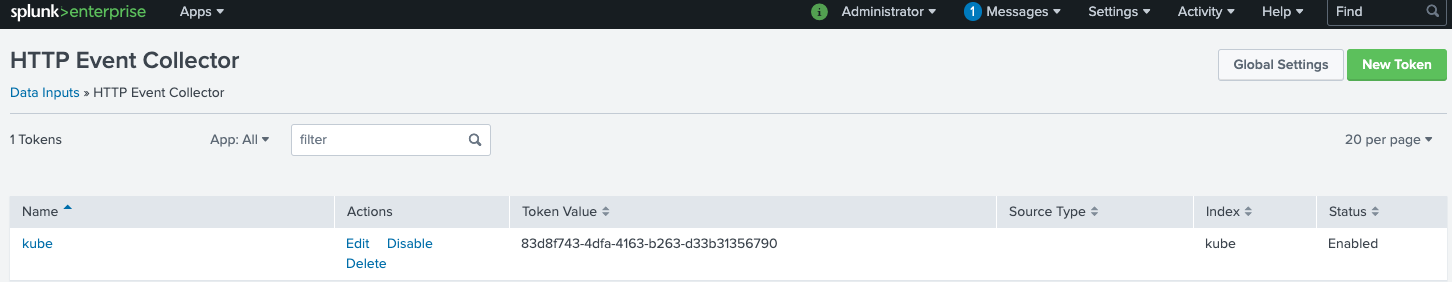 splunk>enterprise Apps i Administrator 1 Messages Settings Activity Help Find
HTTP Event Collector
Global Settings New Token
Data Inputs » HTTP Event Collector
1 Tokens App: All filter 20 per page
Name Actions Token Value Source Type Index Status
kube Edit Disable 83d8f743-4dfa-4163-b263-d33b31356790 kube Enabled
Delete